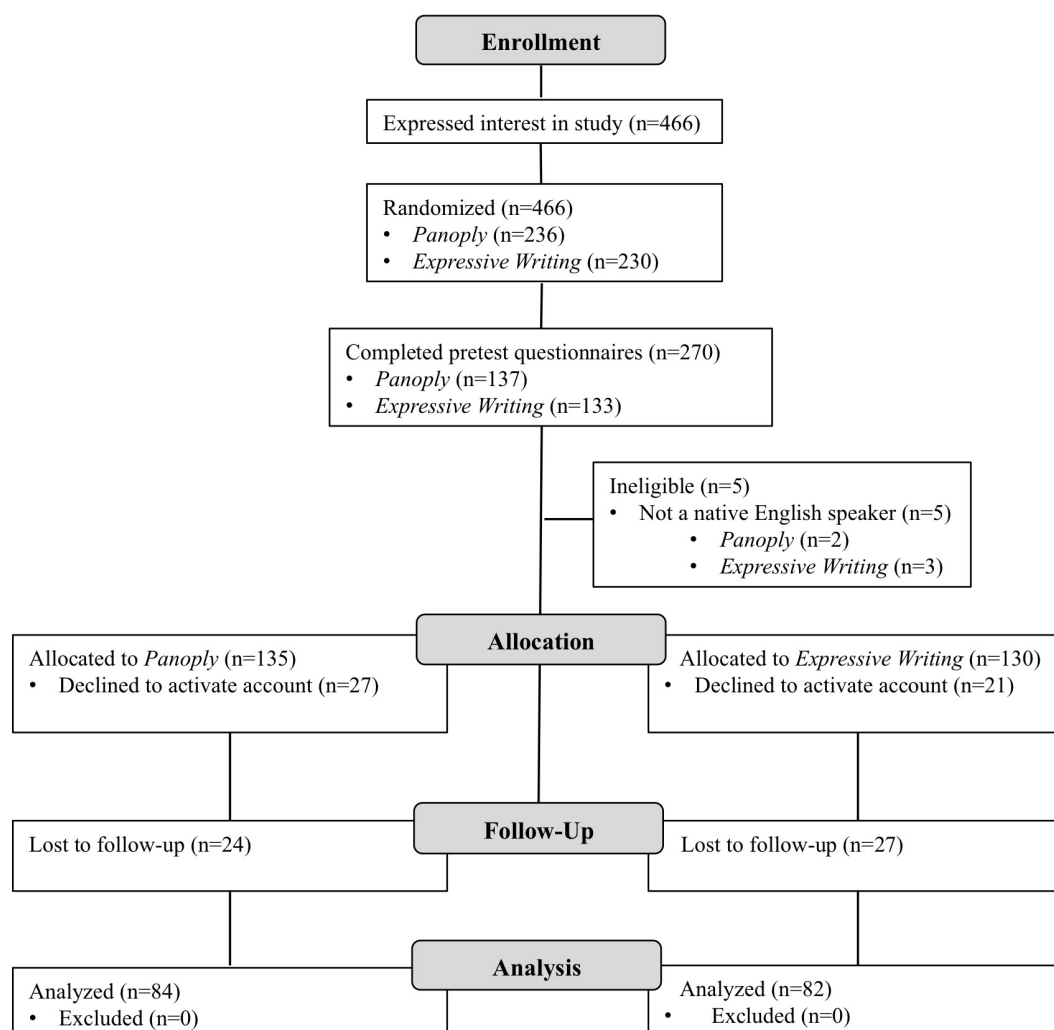 Enrollment
Expressed interest in study (n=466)
Randomized (n=466)
• Panoply (n=236)
• Expressive Writing (n=230)
Completed pretest questionnaires (n=270)
• Panoply (n=137)
• Expressive Writing (n=133)
Ineligible (n=5)
• Not a native English speaker (n=5)
• Panoply (n=2)
• Expressive Writing (n=3)
Allocation
Allocated to Panoply (n=135)
• Declined to activate account (n=27)
Allocated to Expressive Writing (n=130)
• Declined to activate account (n=21)
Follow-Up
Lost to follow-up (n=24)
Lost to follow-up (n=27)
Analysis
Analyzed (n=84)
• Excluded (n=0)
Analyzed (n=82)
• Excluded (n=0)